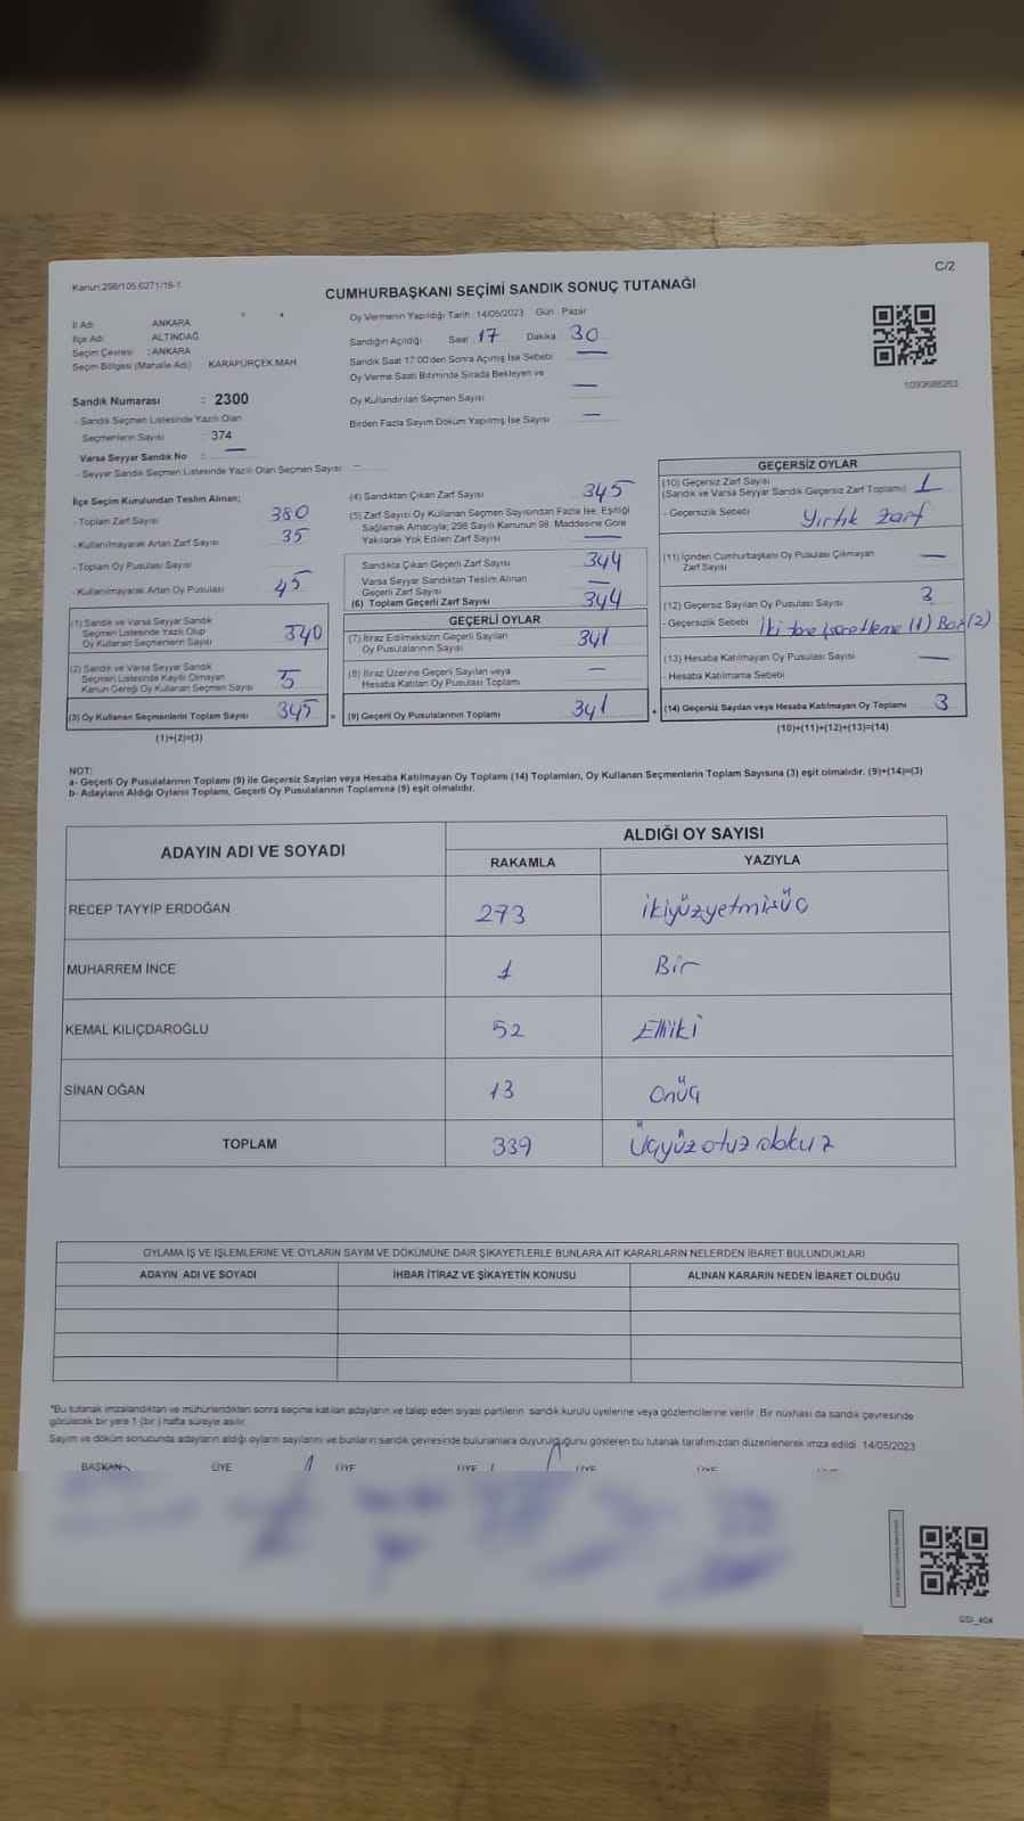 C/2
Kanun:298/105,6271/19-1
CUMHURBAŞKANI SEÇİMİ SANDIK SONUÇ TUTANAĞI
İl Adı ANKARA
İlçe Adı ALTINDAĞ
Seçim Çevresi : ANKARA
Seçim Bölgesi (Mahalle Adı) KARAPÜRÇEK MAH
Sandık Numarası : 2300
- Sandık Seçmen Listesinde Yazılı Olan
Seçmenlerin Sayısı 374
Varsa Seyyar Sandık No : —
- Seyyar Sandık Seçmen Listesinde Yazılı Olan Seçmen Sayısı —
Oy Vermenin Yapıldığı Tarih : 14/05/2023 Gün : Pazar
Sandığın Açıldığı Saat 17 Dakika 30
Sandık Saat 17:00'den Sonra Açılmış İse Sebebi —
Oy Verme Saati Bitiminde Sırada Bekleyen ve
Oy Kullandırılan Seçmen Sayısı —
Birden Fazla Sayım Döküm Yapılmış İse Sayısı —
1093688263
İlçe Seçim Kurulundan Teslim Alınan;
- Toplam Zarf Sayısı 380
- Kullanılmayarak Artan Zarf Sayısı 35
- Toplam Oy Pusulası Sayısı
- Kullanılmayarak Artan Oy Pusulası 45
(1) Sandık ve Varsa Seyyar Sandık
Seçmen Listesinde Yazılı Olup
Oy Kullanan Seçmenlerin Sayısı 340
(2) Sandık ve Varsa Seyyar Sandık
Seçmen Listesinde Kayıtlı Olmayan
Kanun Gereği Oy Kullanan Seçmen Sayısı 5
(3) Oy Kullanan Seçmenlerin Toplam Sayısı 345
(1)+(2)=(3)
(4) Sandıktan Çıkan Zarf Sayısı 345
(5) Zarf Sayısı Oy Kullanan Seçmen Sayısından Fazla İse, Eşitliği
Sağlamak Amacıyla; 298 Sayılı Kanunun 98. Maddesine Göre
Yakılarak Yok Edilen Zarf Sayısı —
Sandıkta Çıkan Geçerli Zarf Sayısı 344
Varsa Seyyar Sandıktan Teslim Alınan
Geçerli Zarf Sayısı —
(6) Toplam Geçerli Zarf Sayısı 344
GEÇERLİ OYLAR
(7) İtiraz Edilmeksizin Geçerli Sayılan
Oy Pusulalarının Sayısı 341
(8) İtiraz Üzerine Geçerli Sayılan veya
Hesaba Katılan Oy Pusulası Toplamı —
(9) Geçerli Oy Pusulalarının Toplamı 341
GEÇERSİZ OYLAR
(10) Geçersiz Zarf Sayısı
(Sandık ve Varsa Seyyar Sandık Geçersiz Zarf Toplamı) 1
- Geçersizlik Sebebi Yırtık zarf
(11) İçinden Cumhurbaşkanı Oy Pusulası Çıkmayan
Zarf Sayısı —
(12) Geçersiz Sayılan Oy Pusulası Sayısı 3
- Geçersizlik Sebebi İki tane işaretleme (1) Boş (2)
(13) Hesaba Katılmayan Oy Pusulası Sayısı —
Hesaba Katılmama Sebebi
(14) Geçersiz Sayılan veya Hesaba Katılmayan Oy Toplamı 3
(10)+(11)+(12)+(13)=(14)
NOT:
a- Geçerli Oy Pusulalarının Toplamı (9) ile Geçersiz Sayılan veya Hesaba Katılmayan Oy Toplamı (14) Toplamları, Oy Kullanan Seçmenlerin Toplam Sayısına (3) eşit olmalıdır. (9)+(14)=(3)
b- Adayların Aldığı Oyların Toplamı, Geçerli Oy Pusulalarının Toplamına (9) eşit olmalıdır.
ADAYIN ADI VE SOYADI
ALDIĞI OY SAYISI
RAKAMLA YAZIYLA
RECEP TAYYİP ERDOĞAN 273 ikiyüzyetmişüç
MUHARREM İNCE 1 Bir
KEMAL KILIÇDAROĞLU 52 Elliiki
SİNAN OĞAN 13 onüç
TOPLAM 339 Üçyüzotuzdokuz
OYLAMA İŞ VE İŞLEMLERİNE VE OYLARIN SAYIM VE DÖKÜMÜNE DAİR ŞİKAYETLERLE BUNLARA AİT KARARLARIN NELERDEN İBARET BULUNDUKLARI
ADAYIN ADI VE SOYADI İHBAR İTİRAZ VE ŞİKAYETİN KONUSU ALINAN KARARIN NEDEN İBARET OLDUĞU
*Bu tutanak imzalandıktan ve mühürlendikten sonra seçime katılan adayların ve talep eden siyasi partilerin sandık kurulu üyelerine veya gözlemcilerine verilir. Bir nüshası da sandık çevresinde
görülecek bir yere 1 (bir) hafta süreyle asılır.
Sayım ve döküm sonucunda adayların aldığı oyların sayılarını ve bunların sandık çevresinde bulunanlara duyurulduğunu gösteren bu tutanak tarafımızdan düzenlenerek imza edildi. 14/05/2023
BAŞKAN ÜYE ÜYE ÜYE ÜYE ÜYE